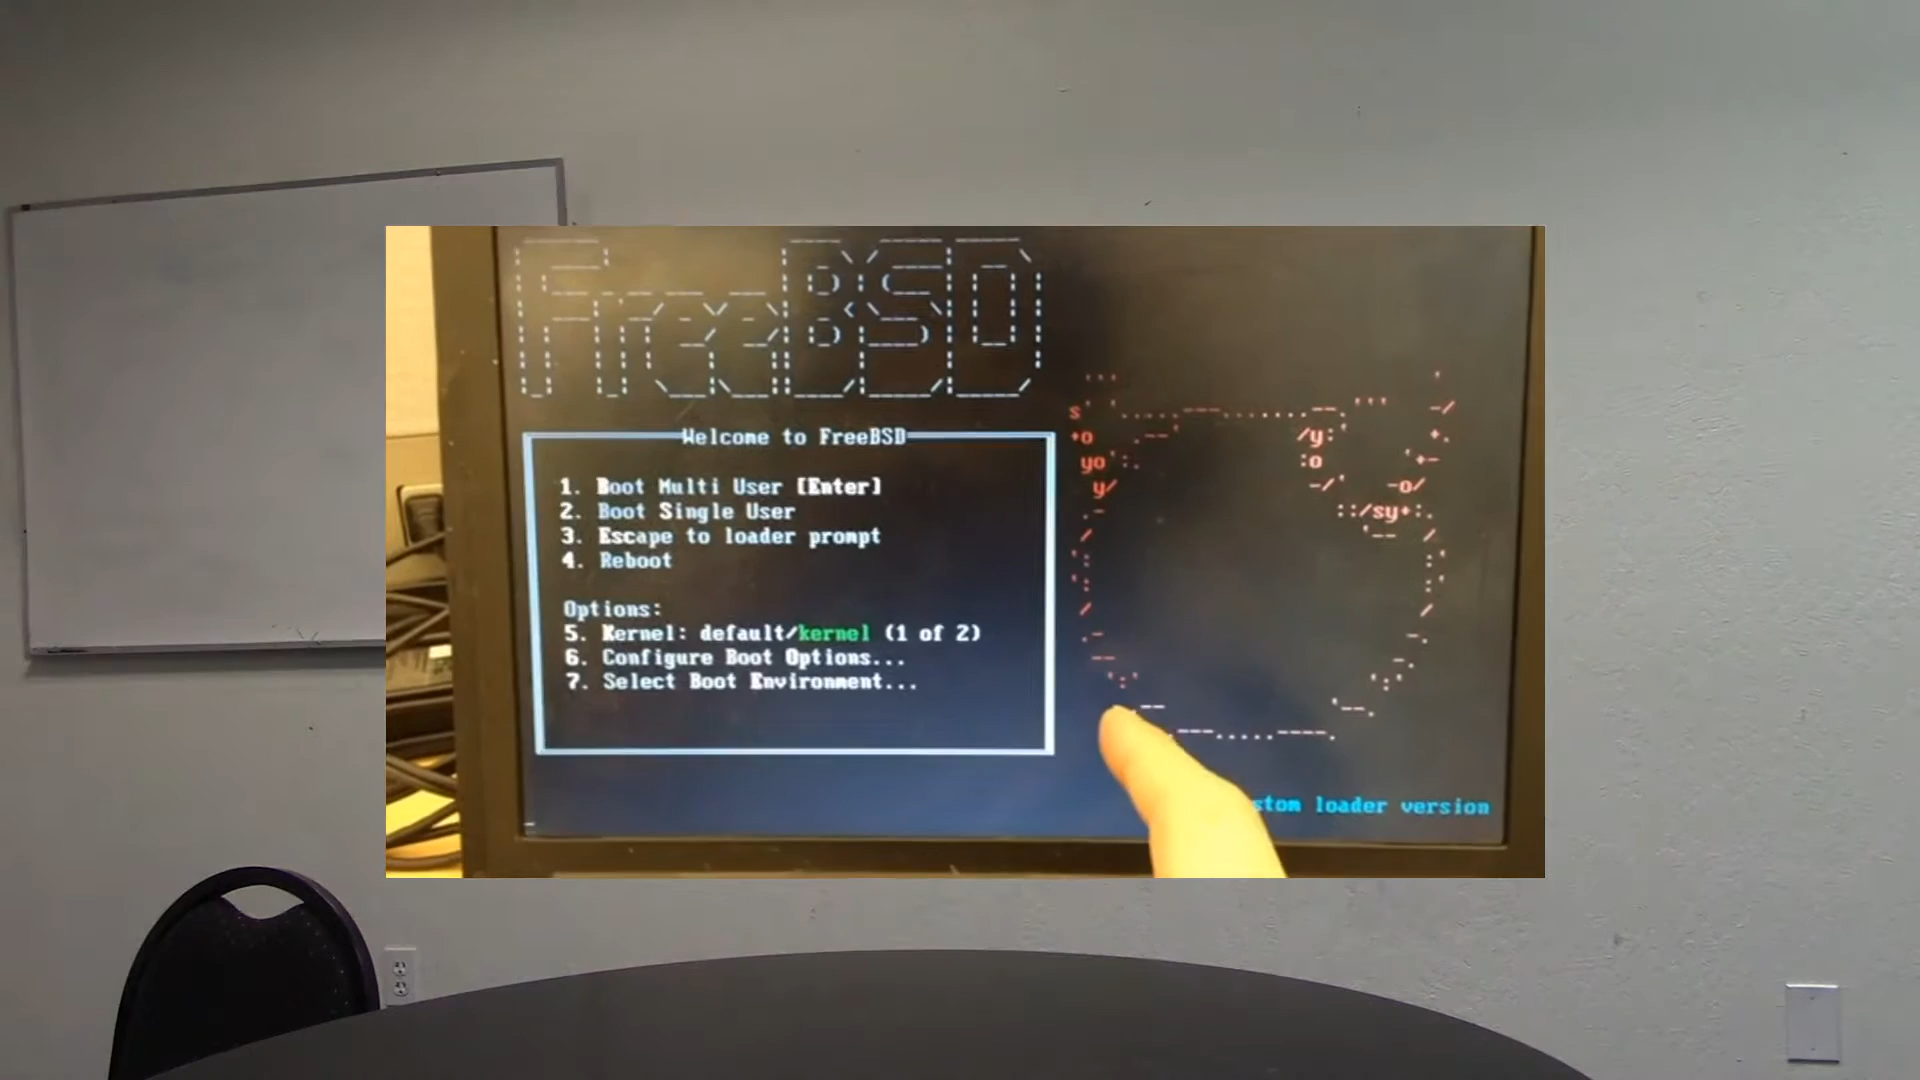 FreeBSD
Welcome to FreeBSD
1. Boot Multi User [Enter]
2. Boot Single User
3. Escape to loader prompt
4. Reboot
Options:
5. Kernel: default/kernel (1 of 2)
6. Configure Boot Options...
7. Select Boot Environment...
loader version